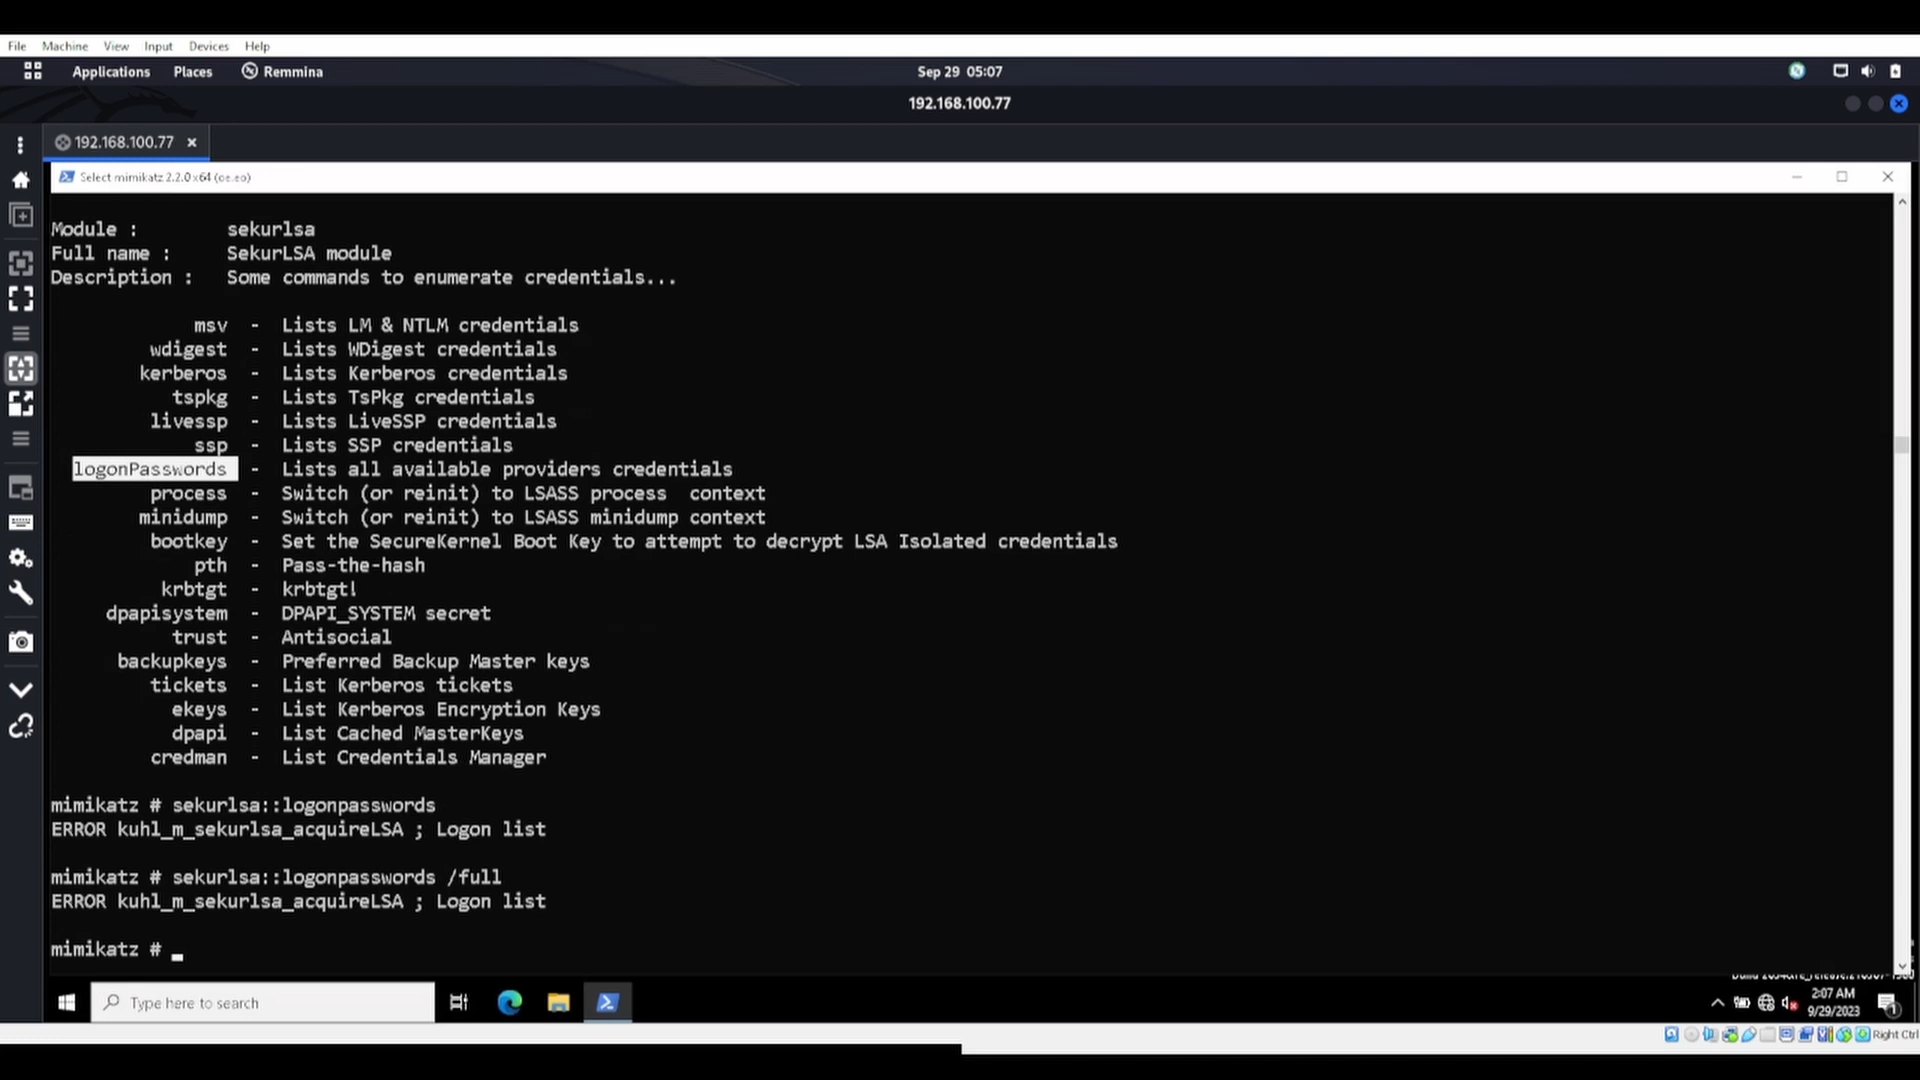 File Machine View Input Devices Help
Applications Places Remmina Sep 29 05:07
192.168.100.77
192.168.100.77 ×
Select mimikatz 2.2.0 x64 (oe.eo)
Module : sekurlsa
Full name : SekurLSA module
Description : Some commands to enumerate credentials...
msv - Lists LM & NTLM credentials
wdigest - Lists WDigest credentials
kerberos - Lists Kerberos credentials
tspkg - Lists TsPkg credentials
livessp - Lists LiveSSP credentials
ssp - Lists SSP credentials
logonPasswords - Lists all available providers credentials
process - Switch (or reinit) to LSASS process context
minidump - Switch (or reinit) to LSASS minidump context
bootkey - Set the SecureKernel Boot Key to attempt to decrypt LSA Isolated credentials
pth - Pass-the-hash
krbtgt - krbtgt!
dpapisystem - DPAPI_SYSTEM secret
trust - Antisocial
backupkeys - Preferred Backup Master keys
tickets - List Kerberos tickets
ekeys - List Kerberos Encryption Keys
dpapi - List Cached MasterKeys
credman - List Credentials Manager
mimikatz # sekurlsa::logonpasswords
ERROR kuhl_m_sekurlsa_acquireLSA ; Logon list
mimikatz # sekurlsa::logonpasswords /full
ERROR kuhl_m_sekurlsa_acquireLSA ; Logon list
mimikatz #
Type here to search
2:07 AM
9/29/2023
1
Right Ctrl